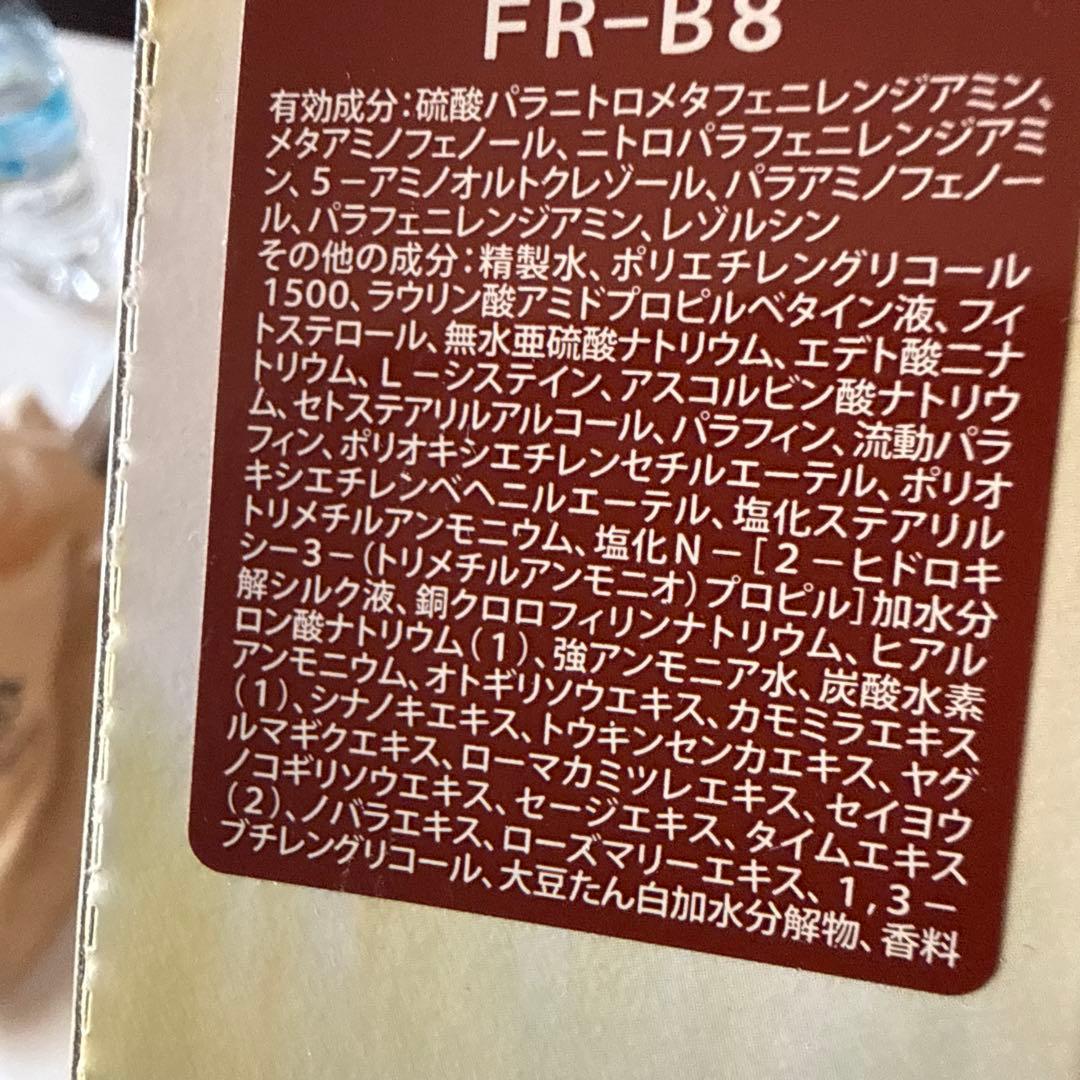 FR−B8
有効成分：硫酸パラニトロメタフェニレンジアミン、
メタアミノフェノール、ニトロパラフェニレンジアミ
ン、5−アミノオルトクレゾール、パラアミノフェノー
ル、パラフェニレンジアミン、レゾルシン
その他の成分：精製水、ポリエチレングリコール
1500、ラウリン酸アミドプロピルベタイン液、フィ
トステロール、無水亜硫酸ナトリウム、エデト酸二ナ
トリウム、L−システイン、アスコルビン酸ナトリウ
ム、セトステアリルアルコール、パラフィン、流動パラ
フィン、ポリオキシエチレンセチルエーテル、ポリオ
キシエチレンベヘニルエーテル、塩化ステアリル
トリメチルアンモニウム、塩化N−[2−ヒドロキ
シ−3−(トリメチルアンモニオ)プロピル]加水分
解シルク液、銅クロロフィリンナトリウム、ヒアル
ロン酸ナトリウム(1)、強アンモニア水、炭酸水素
アンモニウム、オトギリソウエキス、カモミラエキス
(1)、シナノキエキス、トウキンセンカエキス、ヤグ
ルマギクエキス、ローマカミツレエキス、セイヨウ
ノコギリソウエキス、セージエキス、タイムエキス
(2)、ノバラエキス、ローズマリーエキス、1,3−
ブチレングリコール、大豆たん白加水分解物、香料